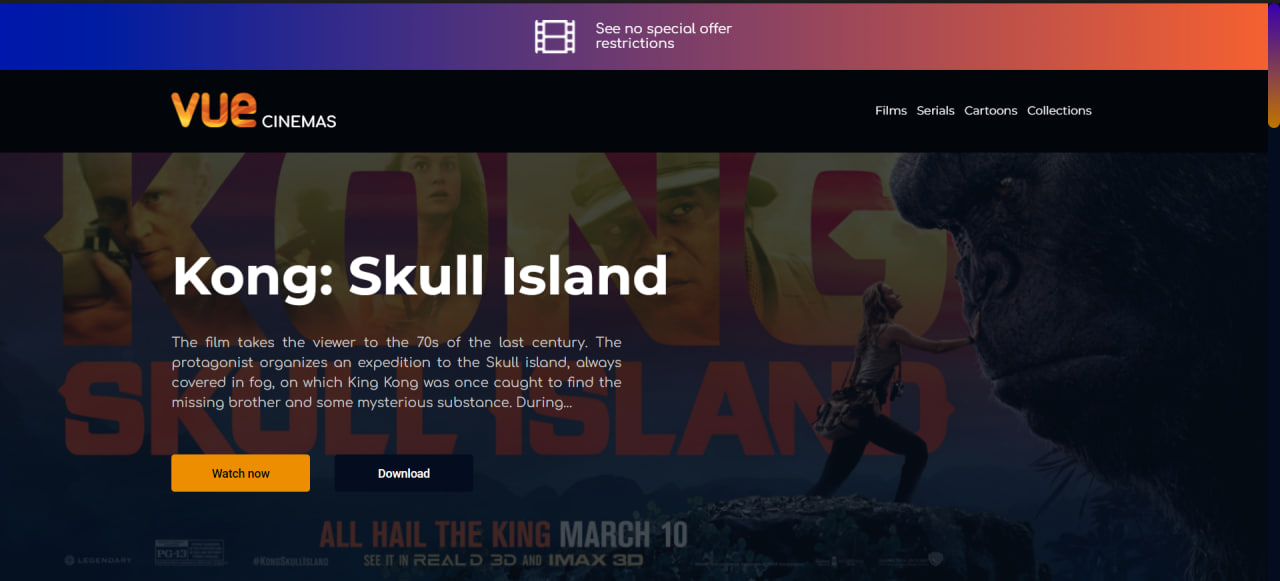 See no special offer
restrictions
VUE CINEMAS
Films Serials Cartoons Collections
KONG
SKULL ISLAND
Kong: Skull Island
The film takes the viewer to the 70s of the last century. The
protagonist organizes an expedition to the Skull island, always
covered in fog, on which King Kong was once caught to find the
missing brother and some mysterious substance. During...
Watch now Download
ALL HAIL THE KING MARCH 10
LEGENDARY PG-13 #KONGSKULLISLAND SEE IT IN REAL D 3D AND IMAX 3D